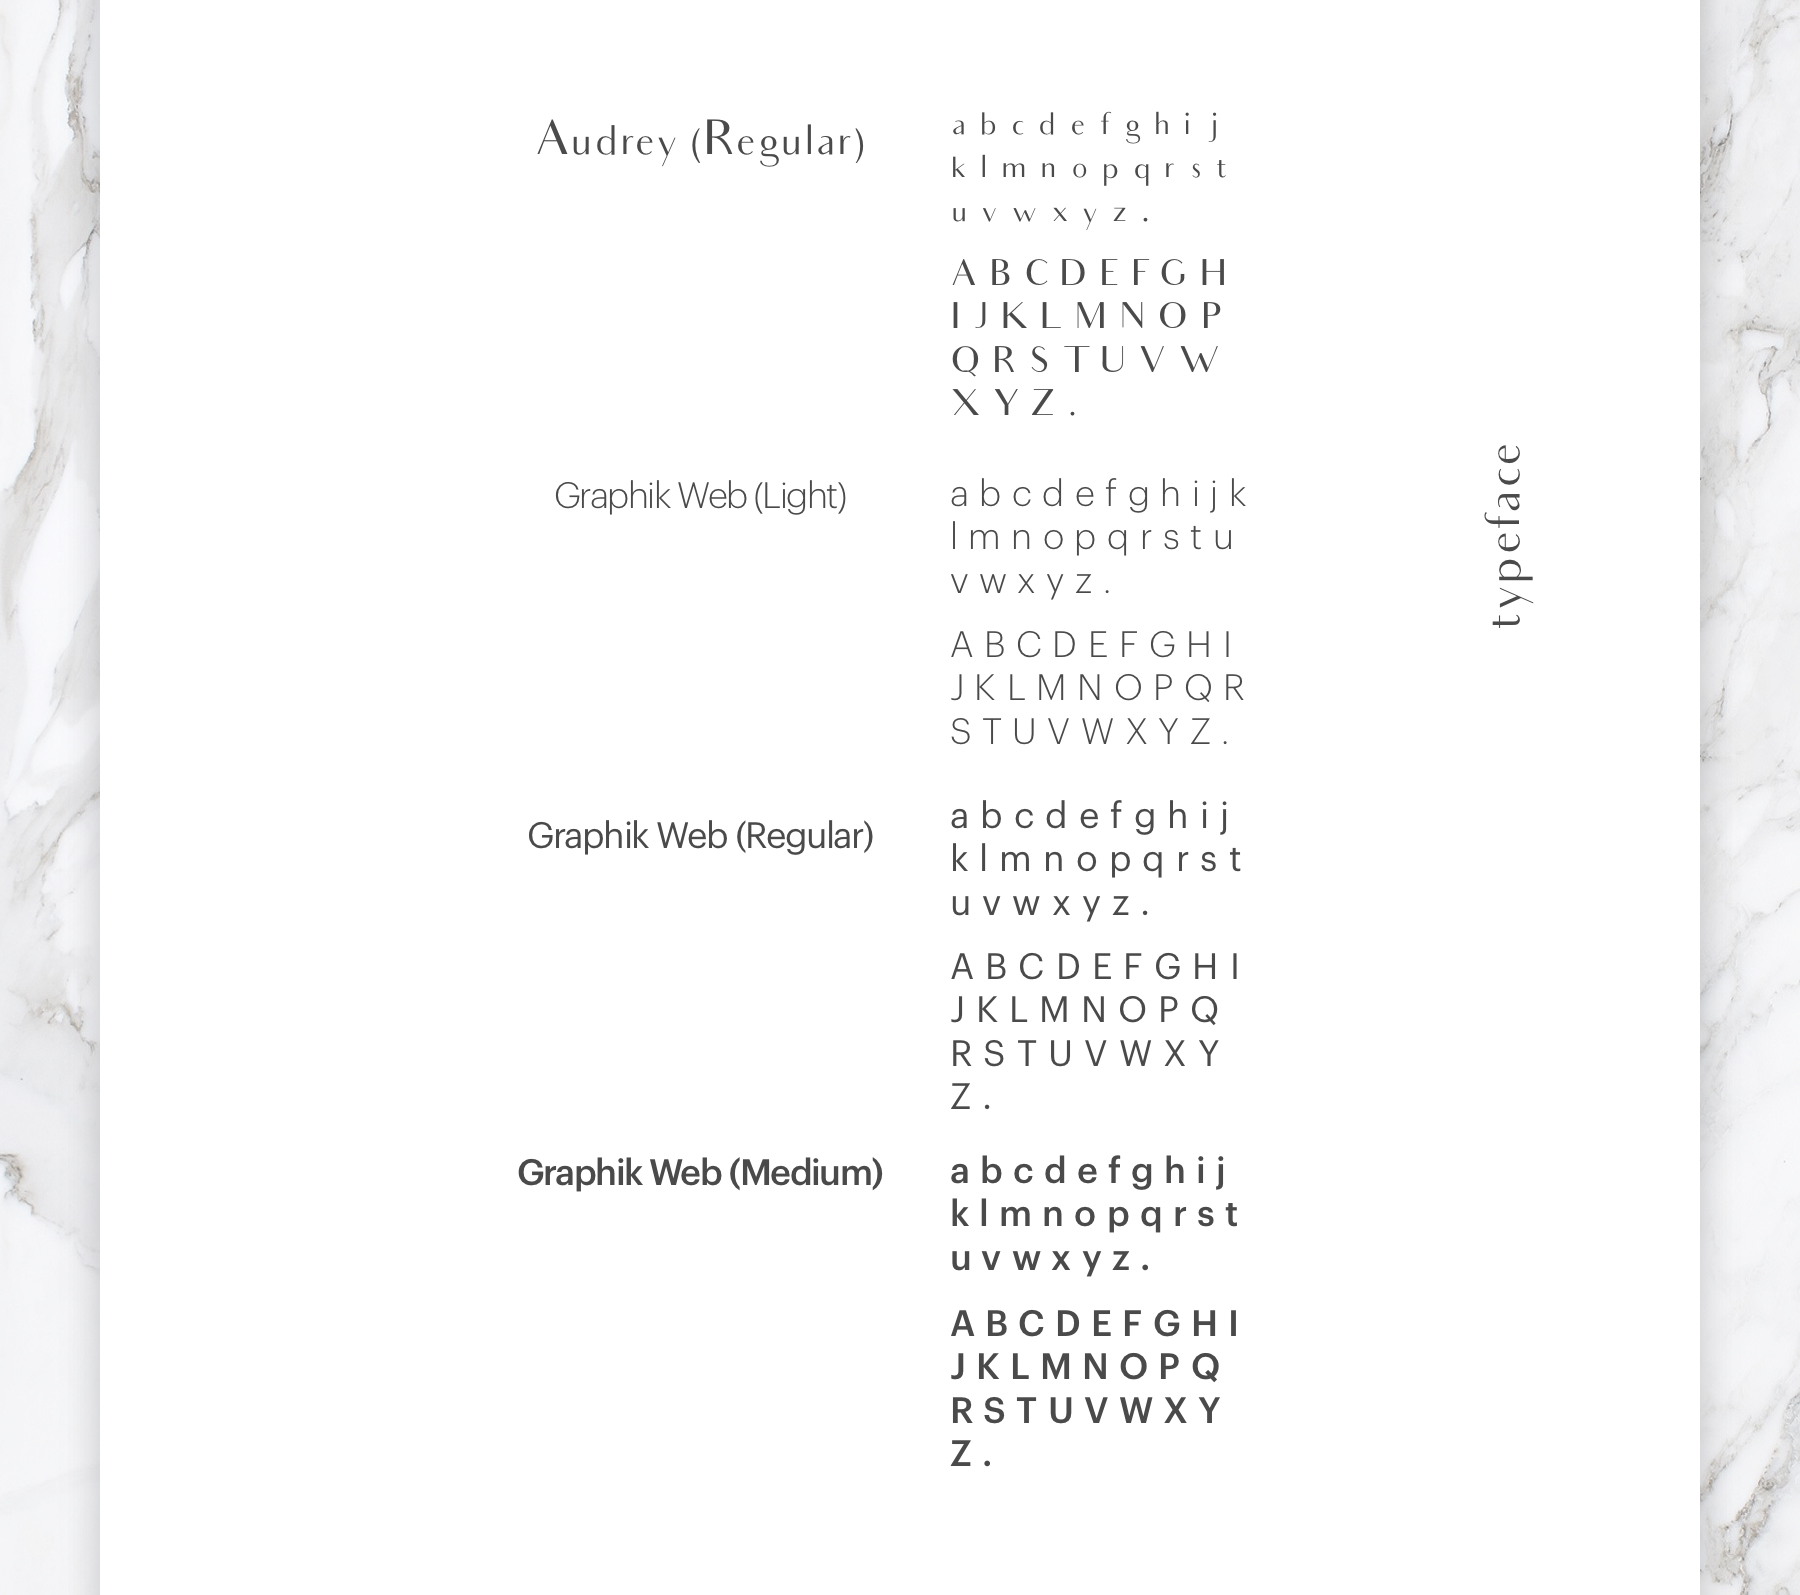 Audrey (Regular)
a b c d e f g h i j
k l m n o p q r s t
u v w x y z .
A B C D E F G H
I J K L M N O P
Q R S T U V W
X Y Z .
Graphik Web (Light)
a b c d e f g h i j k
l m n o p q r s t u
v w x y z .
A B C D E F G H I
J K L M N O P Q R
S T U V W X Y Z .
Graphik Web (Regular)
a b c d e f g h i j
k l m n o p q r s t
u v w x y z .
A B C D E F G H I
J K L M N O P Q
R S T U V W X Y
Z .
Graphik Web (Medium)
a b c d e f g h i j
k l m n o p q r s t
u v w x y z .
A B C D E F G H I
J K L M N O P Q
R S T U V W X Y
Z .
typeface